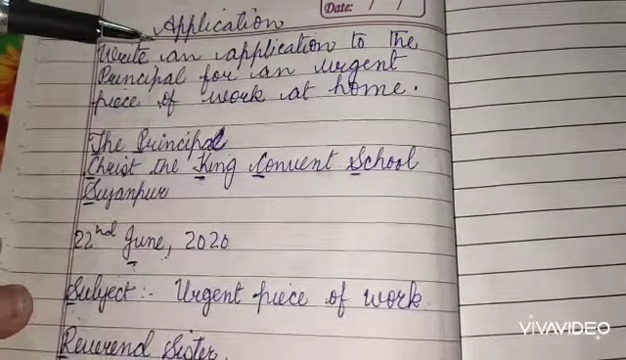 Application
Date: / /
Write an application to the
Principal for an urgent
piece of work at home.
The Principal
Christ the King Convent School
Sujanpur
22nd June, 2020
Subject:- Urgent piece of work
Reverend Sister,
VIVAVIDEO